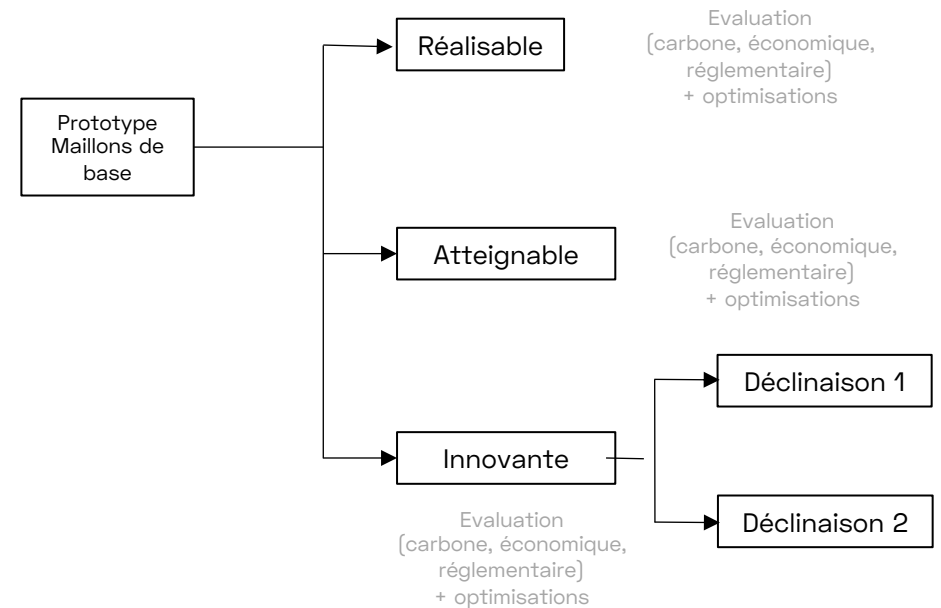 Réalisable
Evaluation
(carbone, économique,
réglementaire)
+ optimisations
Prototype
Maillons de
base
Atteignable
Evaluation
(carbone, économique,
réglementaire)
+ optimisations
Innovante
Déclinaison 1
Déclinaison 2
Evaluation
(carbone, économique,
réglementaire)
+ optimisations